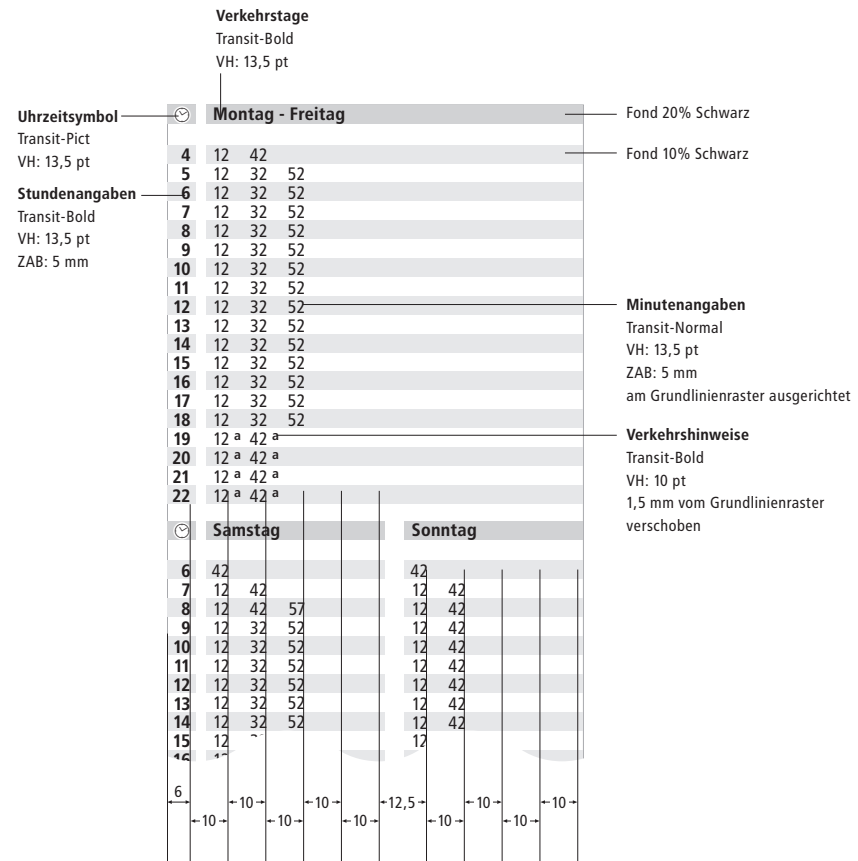 Verkehrstage
Transit-Bold
VH: 13,5 pt
Uhrzeitsymbol
Transit-Pict
VH: 13,5 pt
Stundenangaben
Transit-Bold
VH: 13,5 pt
ZAB: 5 mm
Montag - Freitag
4 12 42
5 12 32 52
6 12 32 52
7 12 32 52
8 12 32 52
9 12 32 52
10 12 32 52
11 12 32 52
12 12 32 52
13 12 32 52
14 12 32 52
15 12 32 52
16 12 32 52
17 12 32 52
18 12 32 52
19 12 a 42 a
20 12 a 42 a
21 12 a 42 a
22 12 a 42 a
Fond 20% Schwarz
Fond 10% Schwarz
Minutenangaben
Transit-Normal
VH: 13,5 pt
ZAB: 5 mm
am Grundlinienraster ausgerichtet
Verkehrshinweise
Transit-Bold
VH: 10 pt
1,5 mm vom Grundlinienraster
verschoben
Samstag Sonntag
6 42 42
7 12 42 12 42
8 12 42 57 12 42
9 12 32 52 12 42
10 12 32 52 12 42
11 12 32 52 12 42
12 12 32 52 12 42
13 12 32 52 12 42
14 12 32 52 12 42
15 12 12
16
6 10 10 12,5 10 10
10 10 10 10 10